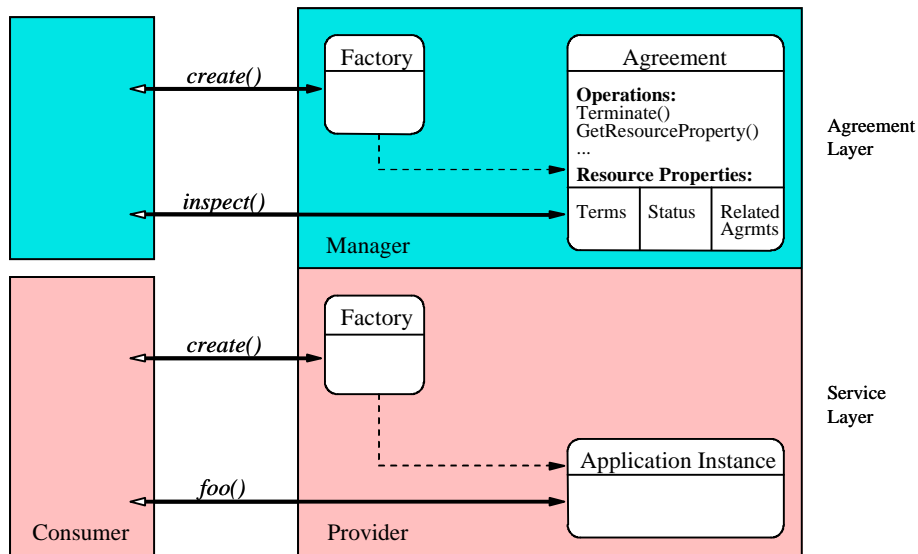 Factory
Agreement
create()
Operations:
Terminate()
GetResourceProperty()
...
Resource Properties:
Agreement
Layer
inspect()
Terms
Status
Related
Agrmts
Manager
Factory
create()
Service
Layer
Application Instance
foo()
Consumer
Provider